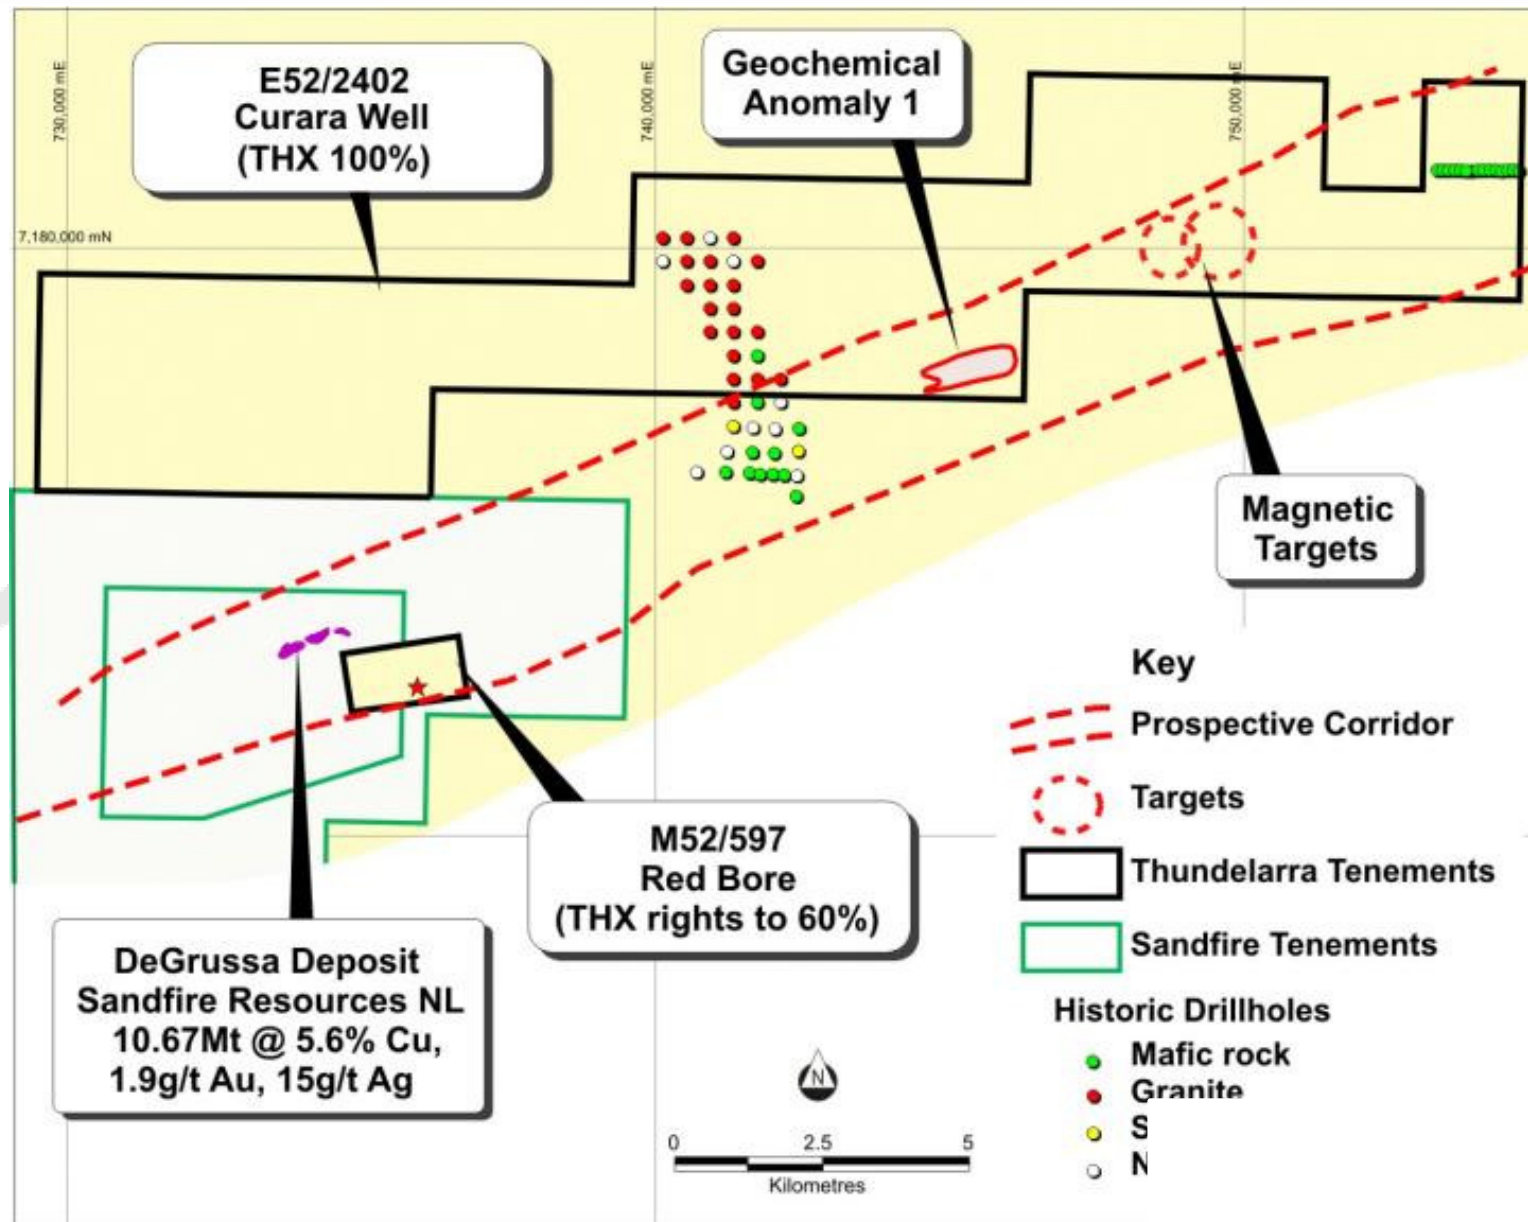 E52/2402
Curara Well
(THX 100%)
Geochemical
Anomaly 1
730,000 mE
740,000 mE
750,000 mE
7,180,000 mN
Magnetic
Targets
M52/597
Red Bore
(THX rights to 60%)
DeGrussa Deposit
Sandfire Resources NL
10.67Mt @ 5.6% Cu,
1.9g/t Au, 15g/t Ag
Key
Prospective Corridor
Targets
Thundelarra Tenements
Sandfire Tenements
Historic Drillholes
Mafic rock
Granite
S
N
N
0 2.5 5
Kilometres